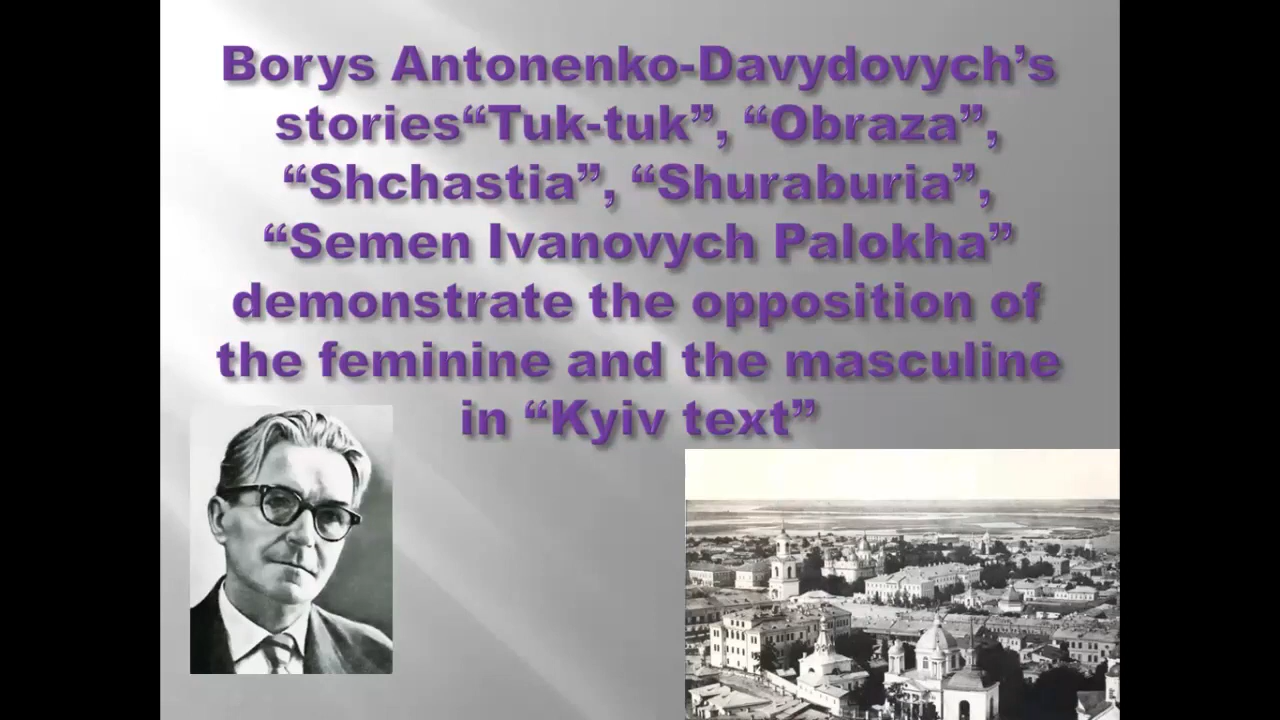 Borys Antonenko-Davydovych’s
stories“Tuk-tuk”, “Obraza”,
“Shchastia”, “Shuraburia”,
“Semen Ivanovych Palokha”
demonstrate the opposition of
the feminine and the masculine
in “Kyiv text”